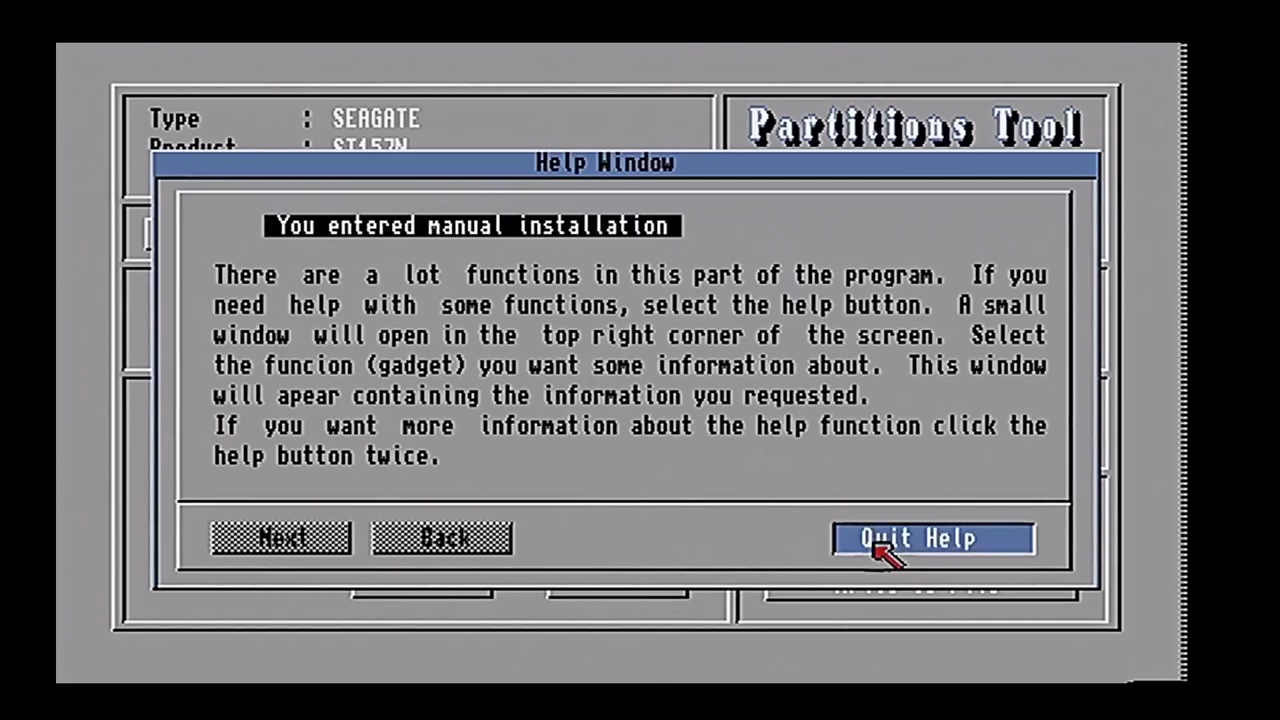 Type : SEAGATE
Partitions Tool
Product : ST157N
Help Window
You entered manual installation
There are a lot functions in this part of the program. If you
need help with some functions, select the help button. A small
window will open in the top right corner of the screen. Select
the funcion (gadget) you want some information about. This window
will apear containing the information you requested.
If you want more information about the help function click the
help button twice.
Next
Back
Quit Help